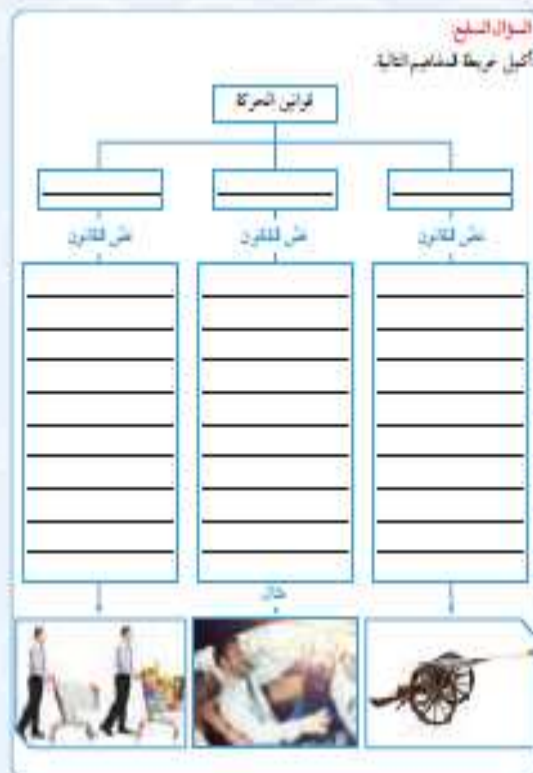 السؤال السابع:
أكمل خريطة المفاهيم التالية:
قوانين الحركة
نصّ القانون
نصّ القانون
نصّ القانون
مثال